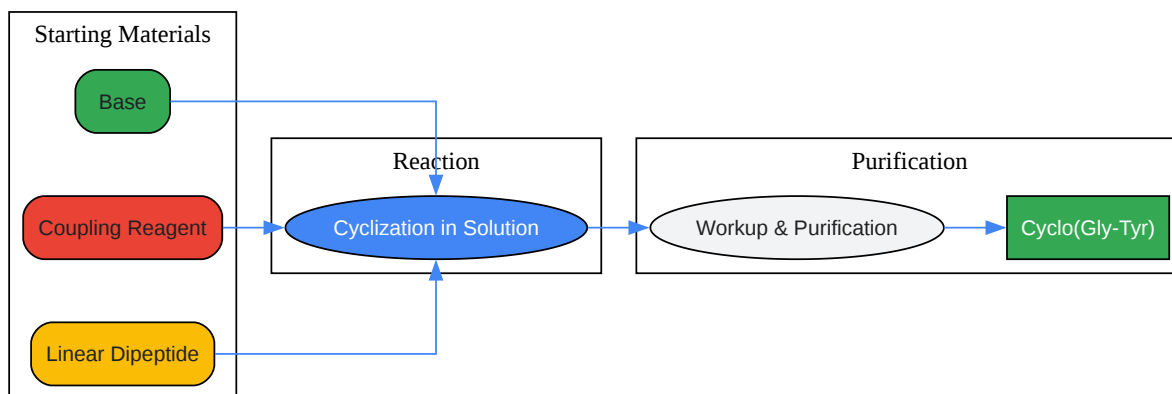 Starting Materials
Base
Coupling Reagent
Linear Dipeptide
Reaction
Cyclization in Solution
Purification
Workup & Purification
Cyclo(Gly-Tyr)